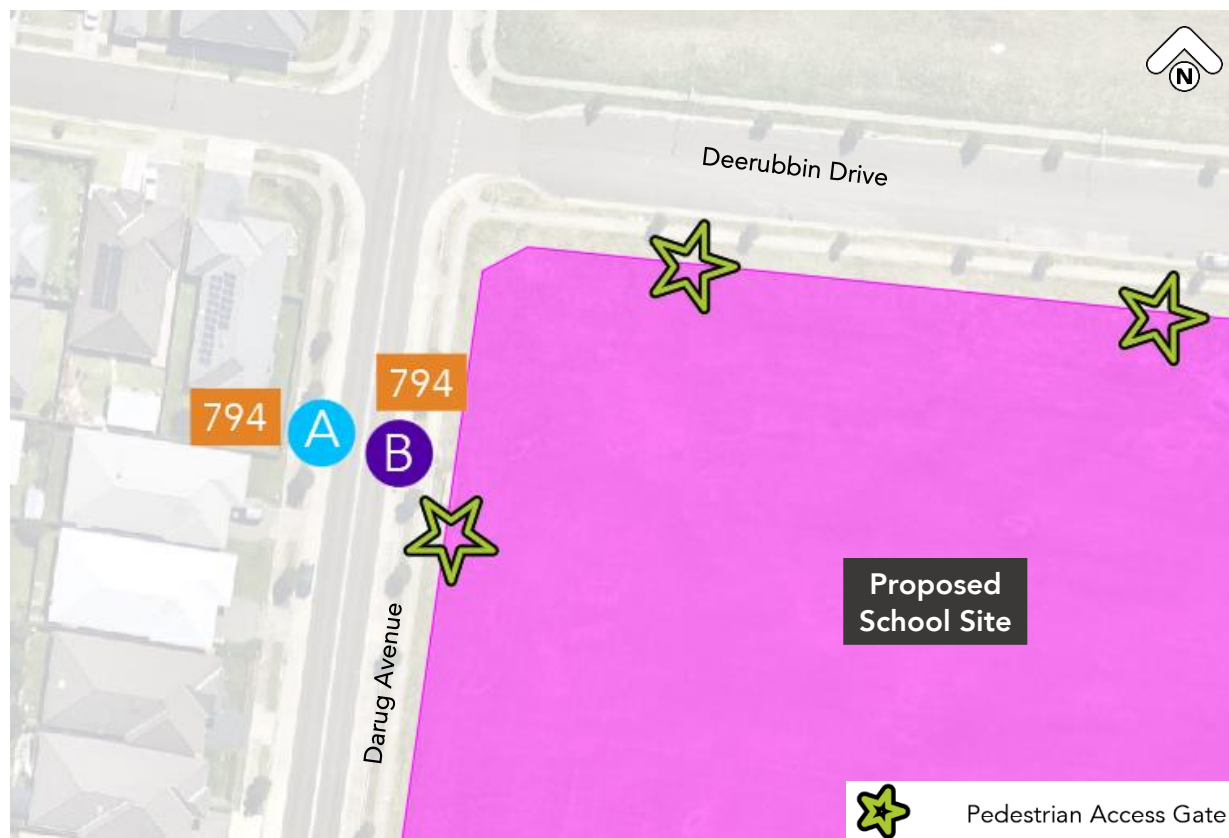 N
Deerubbin Drive
794
794
A
B
Proposed
School Site
Darug Avenue
Pedestrian Access Gate